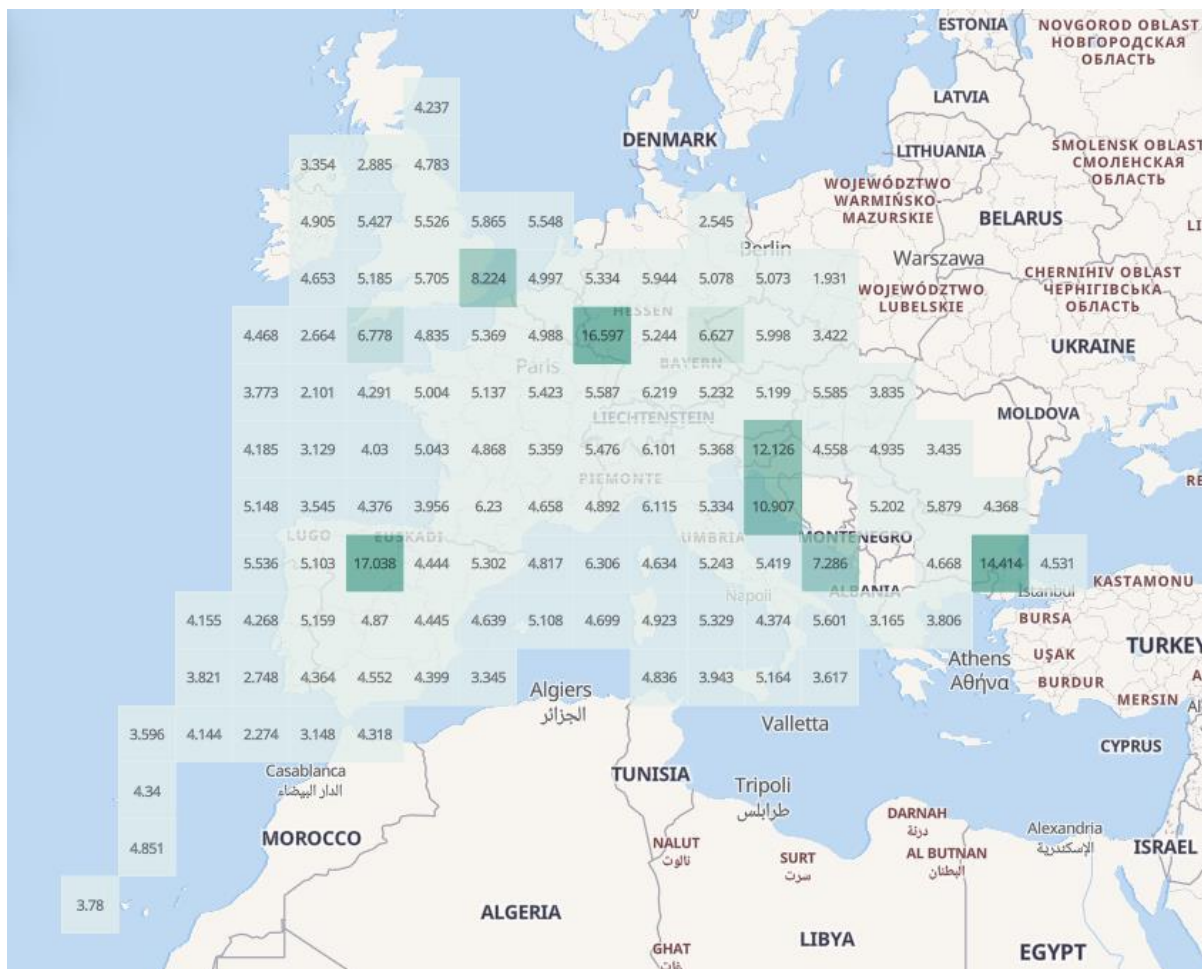 ESTONIA
NOVGOROD OBLAST,
НОВГОРОДСКАЯ
ОБЛАСТЬ
4.237
LATVIA
DENMARK
LITHUANIA
SMOLENSK OBLAST
СМОЛЕНСКАЯ
ОБЛАСТЬ
3.354 2.885 4.783
WOJEWÓDZTWO
WARMIŃSKO-
MAZURSKIE
BELARUS
4.905 5.427 5.526 5.865 5.548 2.545
Berlin
Warszawa
4.653 5.185 5.705 8.224 4.997 5.334 5.944 5.078 5.073 1.931
WOJEWÓDZTWO
LUBELSKIE
CHERNIHIV OBLAST
ЧЕРНІГІВСЬКА
ОБЛАСТЬ
HESSEN
4.468 2.664 6.778 4.835 5.369 4.988 16.597 5.244 6.627 5.998 3.422
UKRAINE
Paris
BAYERN
3.773 2.101 4.291 5.004 5.137 5.423 5.587 6.219 5.232 5.199 5.585 3.835
LIECHTENSTEIN
MOLDOVA
4.185 3.129 4.03 5.043 4.868 5.359 5.476 6.101 5.368 12.126 4.558 4.935 3.435
PIEMONTE
RE
5.148 3.545 4.376 3.956 6.23 4.658 4.892 6.115 5.334 10.907 5.202 5.879 4.368
LUGO
EUSKADI
UMBRIA
MONTENEGRO
5.536 5.103 17.038 4.444 5.302 4.817 6.306 4.634 5.243 5.419 7.286 4.668 14.414 4.531
KASTAMONU
Napoli
ALBANIA
İstanbul
4.155 4.268 5.159 4.87 4.445 4.639 5.108 4.699 4.923 5.329 4.374 5.601 3.165 3.806
BURSA
UŞAK
TURKEY
Athens
Αθήνα
BURDUR
MERSIN
3.821 2.748 4.364 4.552 4.399 3.345 4.836 3.943 5.164 3.617
Algiers
الجزائر
Valletta
3.596 4.144 2.274 3.148 4.318
CYPRUS
Casablanca
الدار البيضاء
TUNISIA
Tripoli
طرابلس
4.34
DARNAH
درنة
Alexandria
الإسكندرية
MOROCCO
NALUT
نالوت
SURT
سرت
AL BUTNAN
البطنان
ISRAEL
4.851
3.78
ALGERIA
LIBYA
EGYPT
GHAT
غات